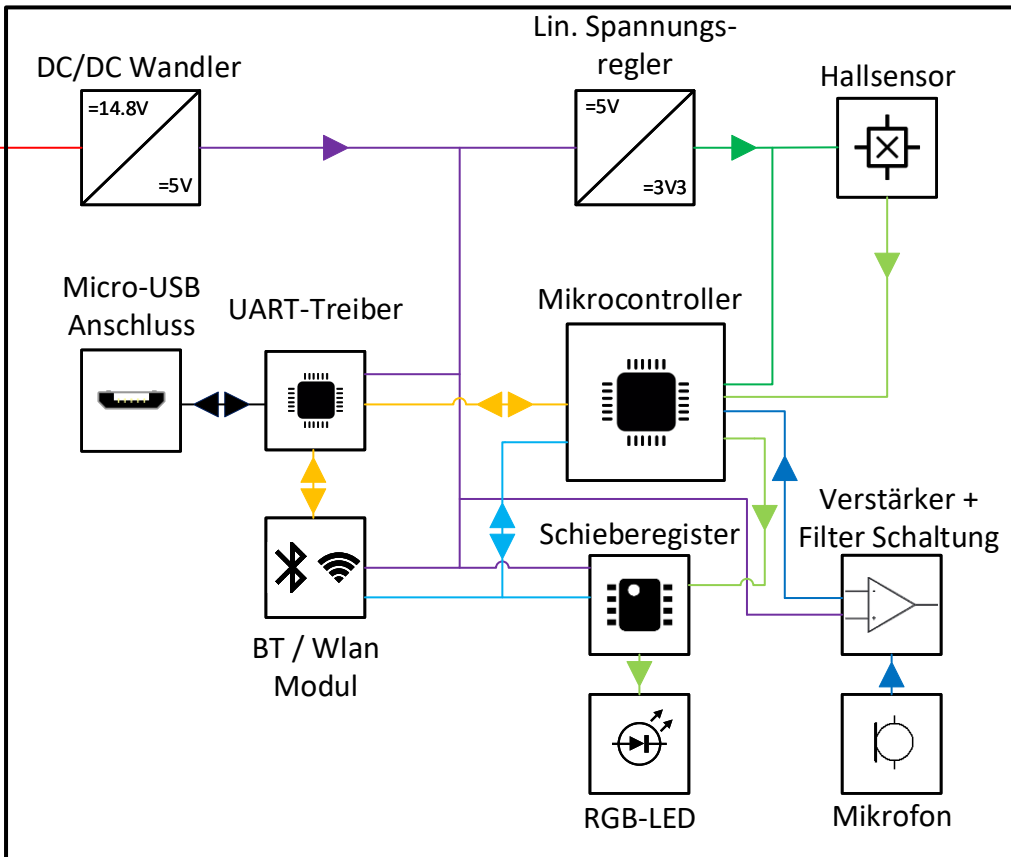 Lin. Spannungs-
regler
DC/DC Wandler
Hallsensor
=14.8V
=5V
=5V
=3V3
Micro-USB
Anschluss
UART-Treiber
Mikrocontroller
Verstärker +
Filter Schaltung
Schieberegister
BT / Wlan
Modul
RGB-LED
Mikrofon